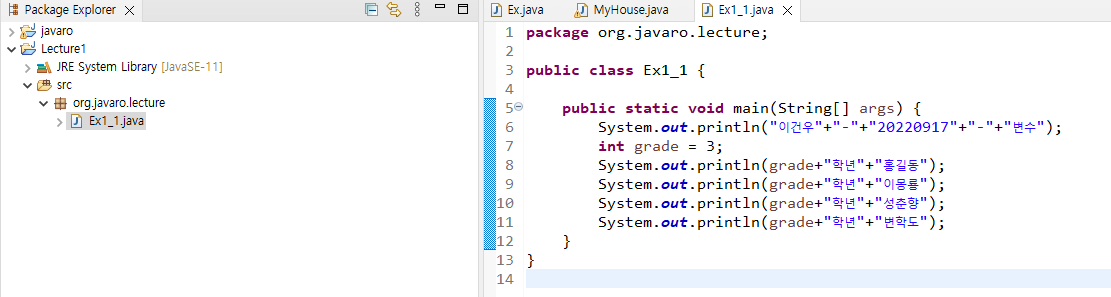 Package Explorer
javaro
Lecture1
JRE System Library [JavaSE-11]
src
org.javaro.lecture
Ex1_1.java
Ex.java
MyHouse.java
Ex1_1.java
1 package org.javaro.lecture;
2
3 public class Ex1_1 {
4
5 public static void main(String[] args) {
6 System.out.println("이건우"+"-"+"20220917"+"-"+"변수");
7 int grade = 3;
8 System.out.println(grade+"학년"+"홍길동");
9 System.out.println(grade+"학년"+"이몽룡");
10 System.out.println(grade+"학년"+"성춘향");
11 System.out.println(grade+"학년"+"변학도");
12 }
13 }
14